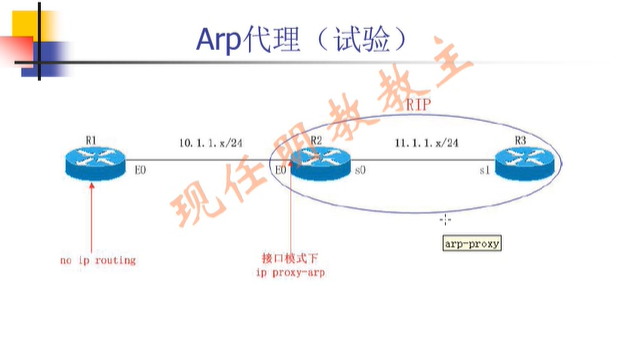 Arp代理（试验）
现任明教教主
RIP
R1
10.1.1.x/24
R2
11.1.1.x/24
R3
E0
E0
s0
s1
no ip routing
接口模式下
ip proxy-arp
arp-proxy